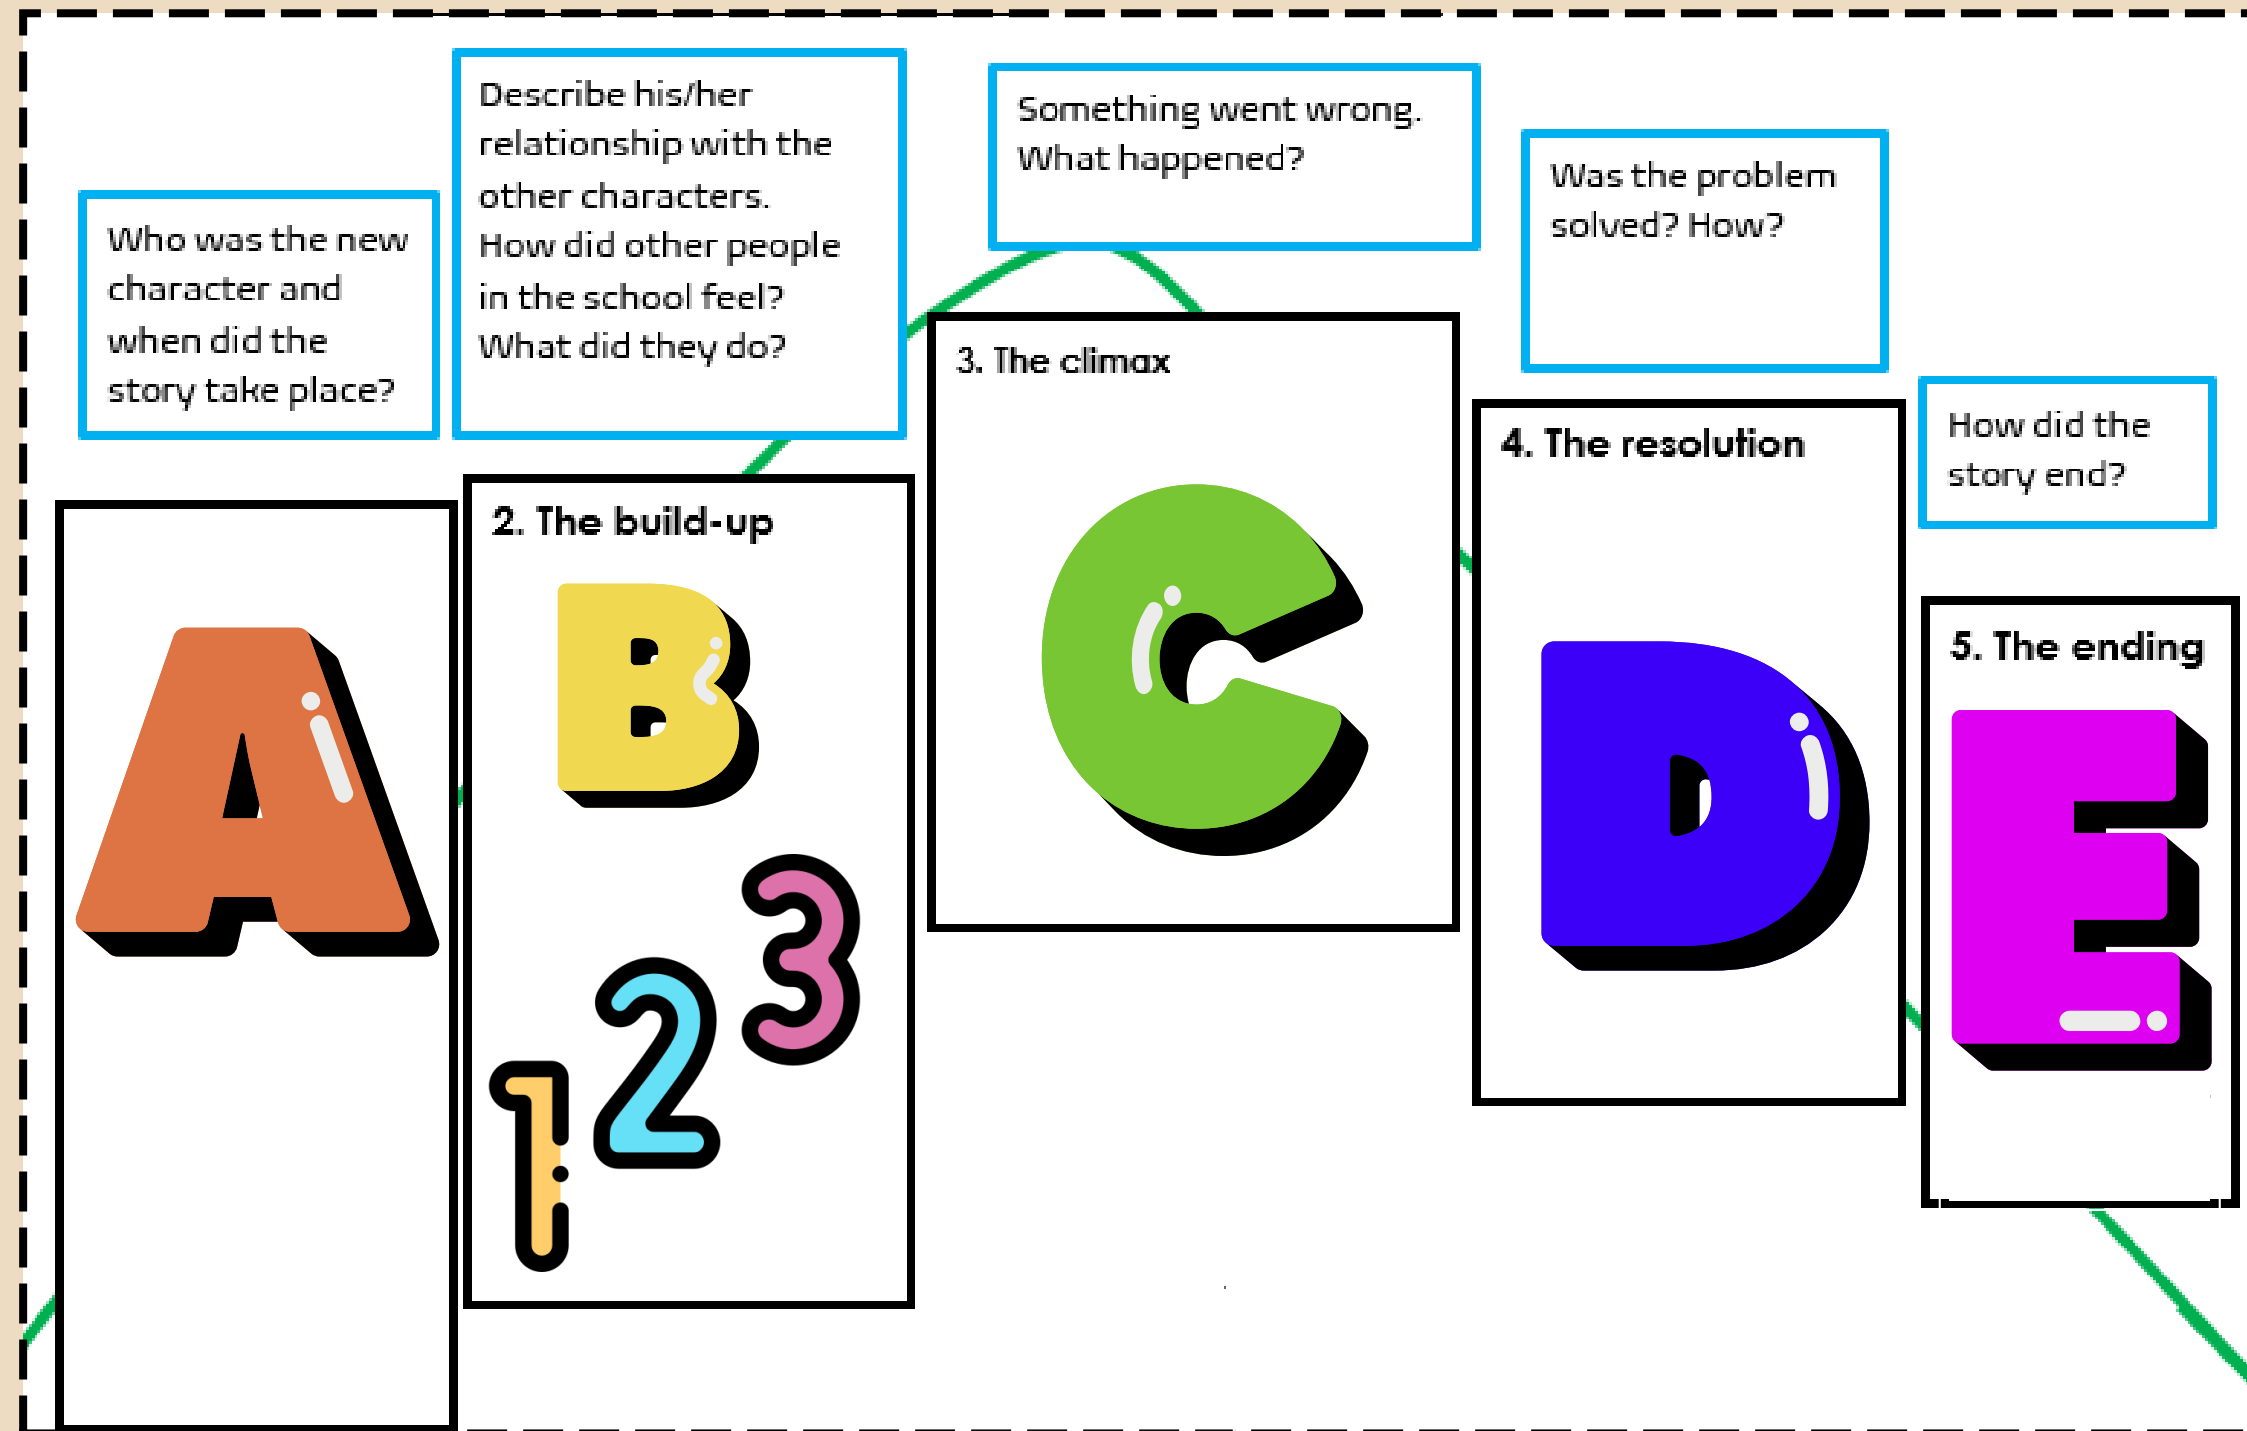 Who was the new
character and
when did the
story take place?
A
Describe his/her
relationship with the
other characters.
How did other people
in the school feel?
What did they do?
2. The build-up
B
1 2 3
Something went wrong.
What happened?
3. The climax
C
Was the problem
solved? How?
4. The resolution
D
How did the
story end?
5. The ending
E